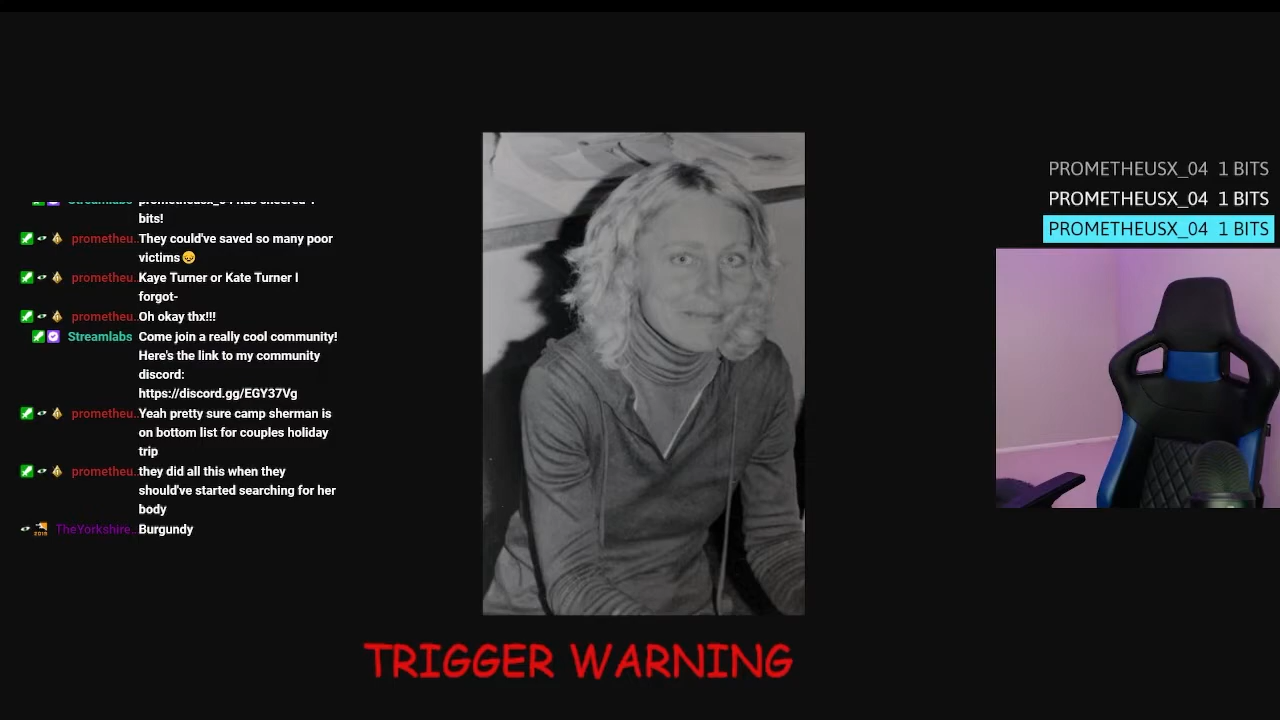 bits!
prometheu.. They could've saved so many poor
victims
prometheu.. Kaye Turner or Kate Turner I
forgot-
prometheu.. Oh okay thx!!!
Streamlabs Come join a really cool community!
Here's the link to my community
discord:
https://discord.gg/EGY37Vg
prometheu.. Yeah pretty sure camp sherman is
on bottom list for couples holiday
trip
prometheu.. they did all this when they
should've started searching for her
body
TheYorkshire.. Burgundy
TRIGGER WARNING
PROMETHEUSX_04 1 BITS
PROMETHEUSX_04 1 BITS
PROMETHEUSX_04 1 BITS